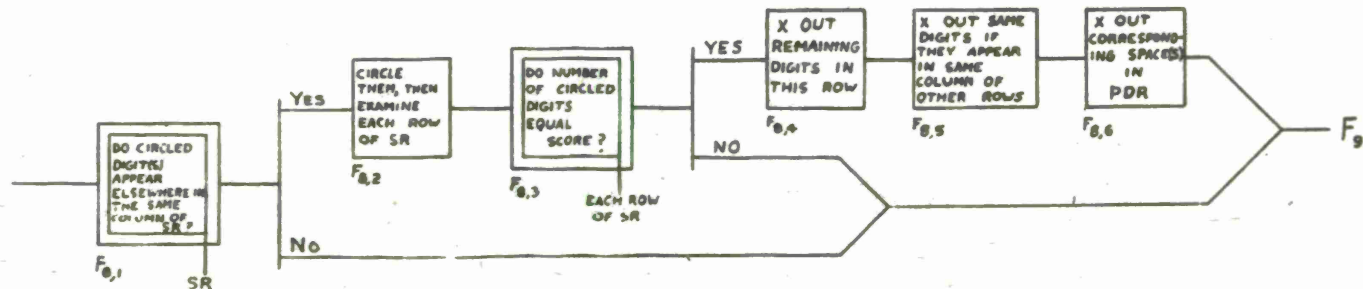 DO CIRCLED
DIGIT(S)
APPEAR
ELSEWHERE IN
THE SAME
COLUMN OF
SR?
F8,1
SR
YES
NO
CIRCLE
THEM, THEN
EXAMINE
EACH ROW
OF SR
F8,2
DO NUMBER
OF CIRCLED
DIGITS
EQUAL
SCORE?
F8,3
EACH ROW
OF SR
YES
NO
X OUT
REMAINING
DIGITS IN
THIS ROW
F8,4
X OUT SAME
DIGITS IF
THEY APPEAR
IN SAME
COLUMN OF
OTHER ROWS
F8,5
X OUT
CORRESPOND-
ING SPACE(S)
IN
PDR
F8,6
F9